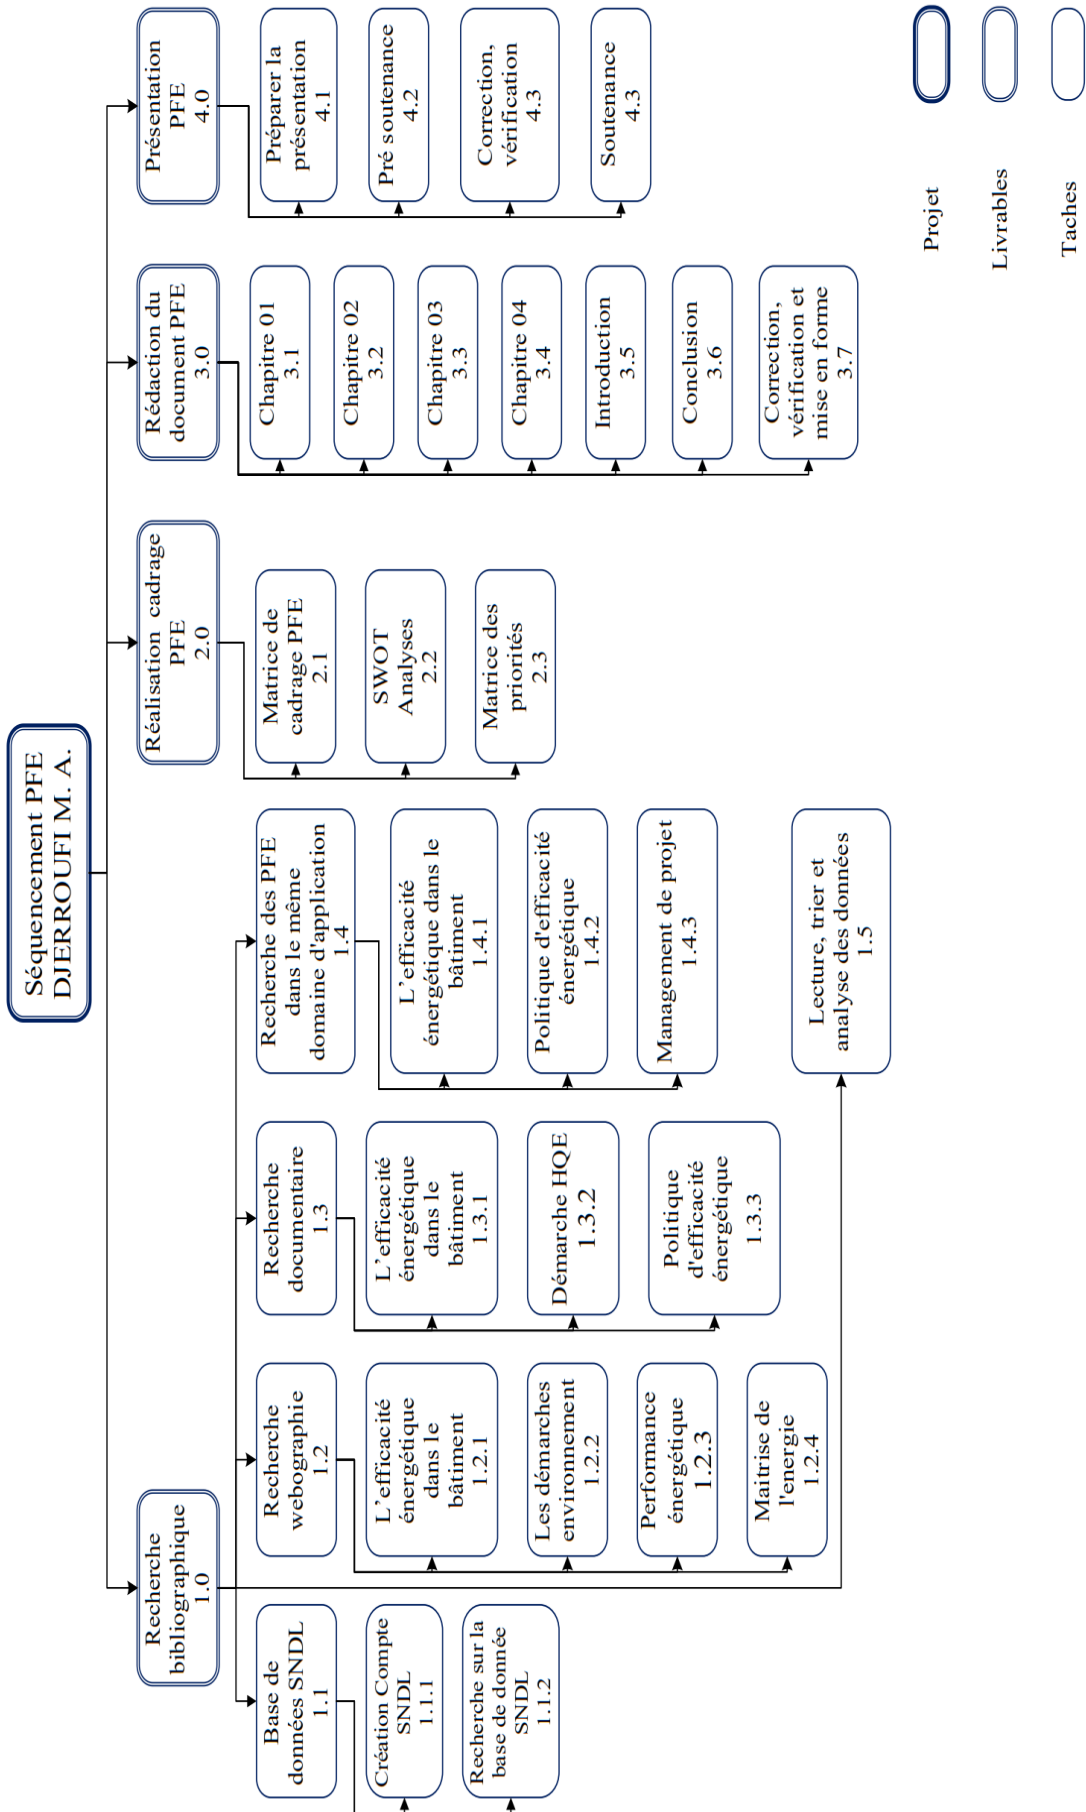 Séquencement PFE
DJERROUFI M. A.
Recherche
bibliographique
1.0
Base de
données SNDL
1.1
Création Compte
SNDL
1.1.1
Recherche sur la
base de donnée
SNDL
1.1.2
Recherche
webographie
1.2
L'efficacité
énergétique
dans le
bâtiment
1.2.1
Les démarches
environnement
1.2.2
Performance
énergétique
1.2.3
Maitrise de
l'energie
1.2.4
Recherche
documentaire
1.3
L'efficacité
énergétique
dans le
bâtiment
1.3.1
Démarche HQE
1.3.2
Politique
d'efficacité
énergétique
1.3.3
Recherche des PFE
dans le même
domaine d'application
1.4
L'efficacité
énergétique dans le
bâtiment
1.4.1
Politique d'efficacité
énergétique
1.4.2
Management de projet
1.4.3
Lecture, trier et
analyse des données
1.5
Réalisation cadrage
PFE
2.0
Matrice de
cadrage PFE
2.1
SWOT
Analyses
2.2
Matrice des
priorités
2.3
Rédaction du
document PFE
3.0
Chapitre 01
3.1
Chapitre 02
3.2
Chapitre 03
3.3
Chapitre 04
3.4
Introduction
3.5
Conclusion
3.6
Correction,
vérification et
mise en forme
3.7
Présentation
PFE
4.0
Préparer la
présentation
4.1
Pré soutenance
4.2
Correction,
vérification
4.3
Soutenance
4.3
Projet
Livrables
Taches